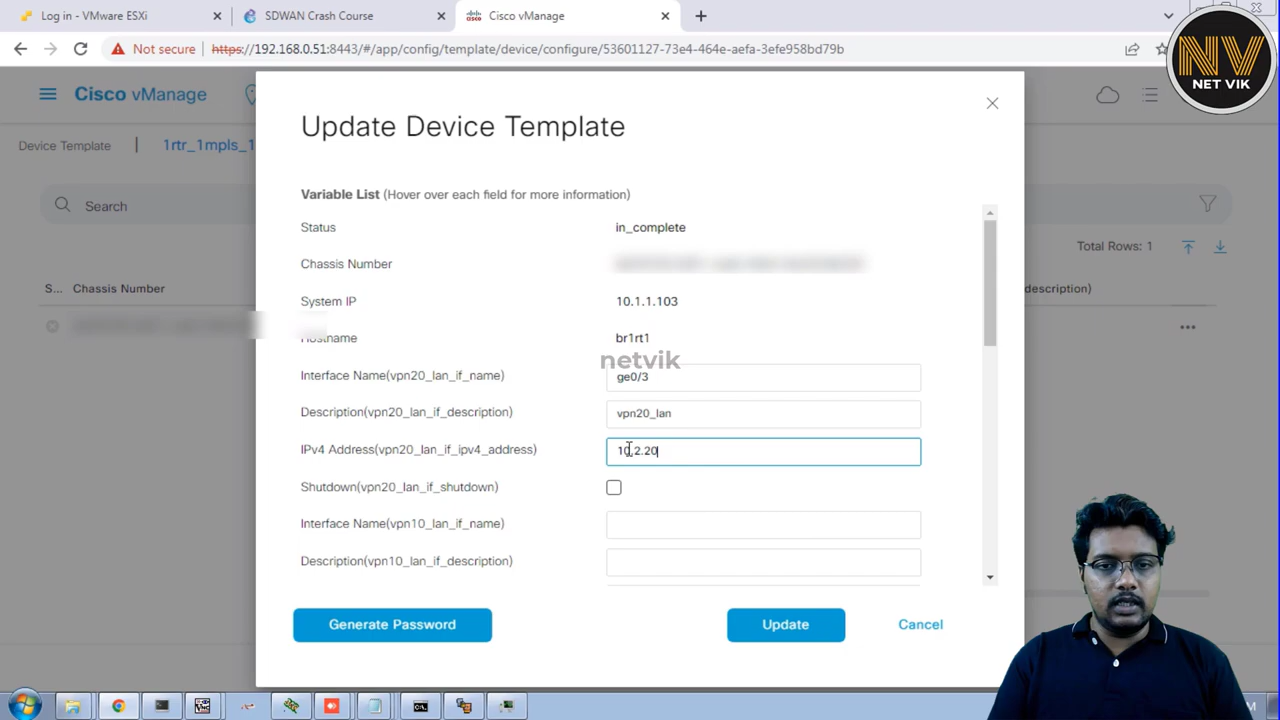 Log in - VMware ESXi
SDWAN Crash Course
Cisco vManage
Not secure
https://192.168.0.51:8443/#/app/config/template/device/configure/53601127-73e4-464e-aefa-3efe958bd79b
NV
NET VIK
Cisco vManage
Device Template
1rtr_1mpls_1
Search
Total Rows: 1
S... Chassis Number
description)
Update Device Template
Variable List (Hover over each field for more information)
Status in_complete
Chassis Number
System IP 10.1.1.103
Hostname br1rt1
netvik
Interface Name(vpn20_lan_if_name) ge0/3
Description(vpn20_lan_if_description) vpn20_lan
IPv4 Address(vpn20_lan_if_ipv4_address) 10.2.20
Shutdown(vpn20_lan_if_shutdown)
Interface Name(vpn10_lan_if_name)
Description(vpn10_lan_if_description)
Generate Password
Update
Cancel